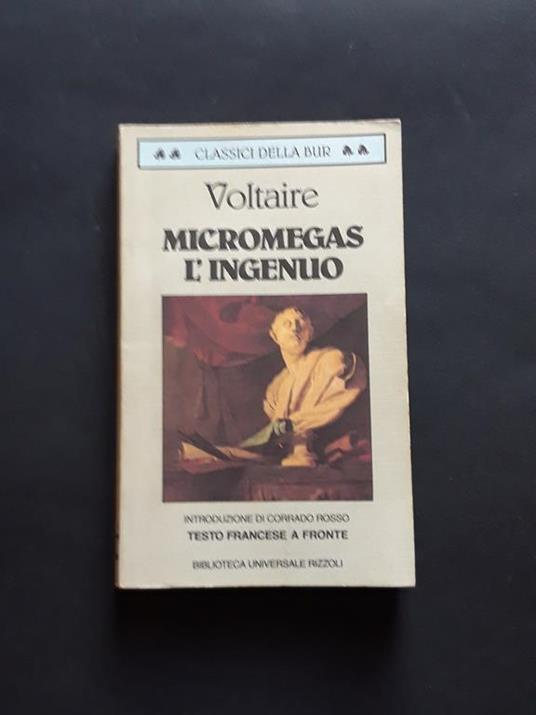 CLASSICI DELLA BUR
Voltaire
MICROMEGAS
L'INGENUO
INTRODUZIONE DI CORRADO ROSSO
TESTO FRANCESE A FRONTE
BIBLIOTECA UNIVERSALE RIZZOLI